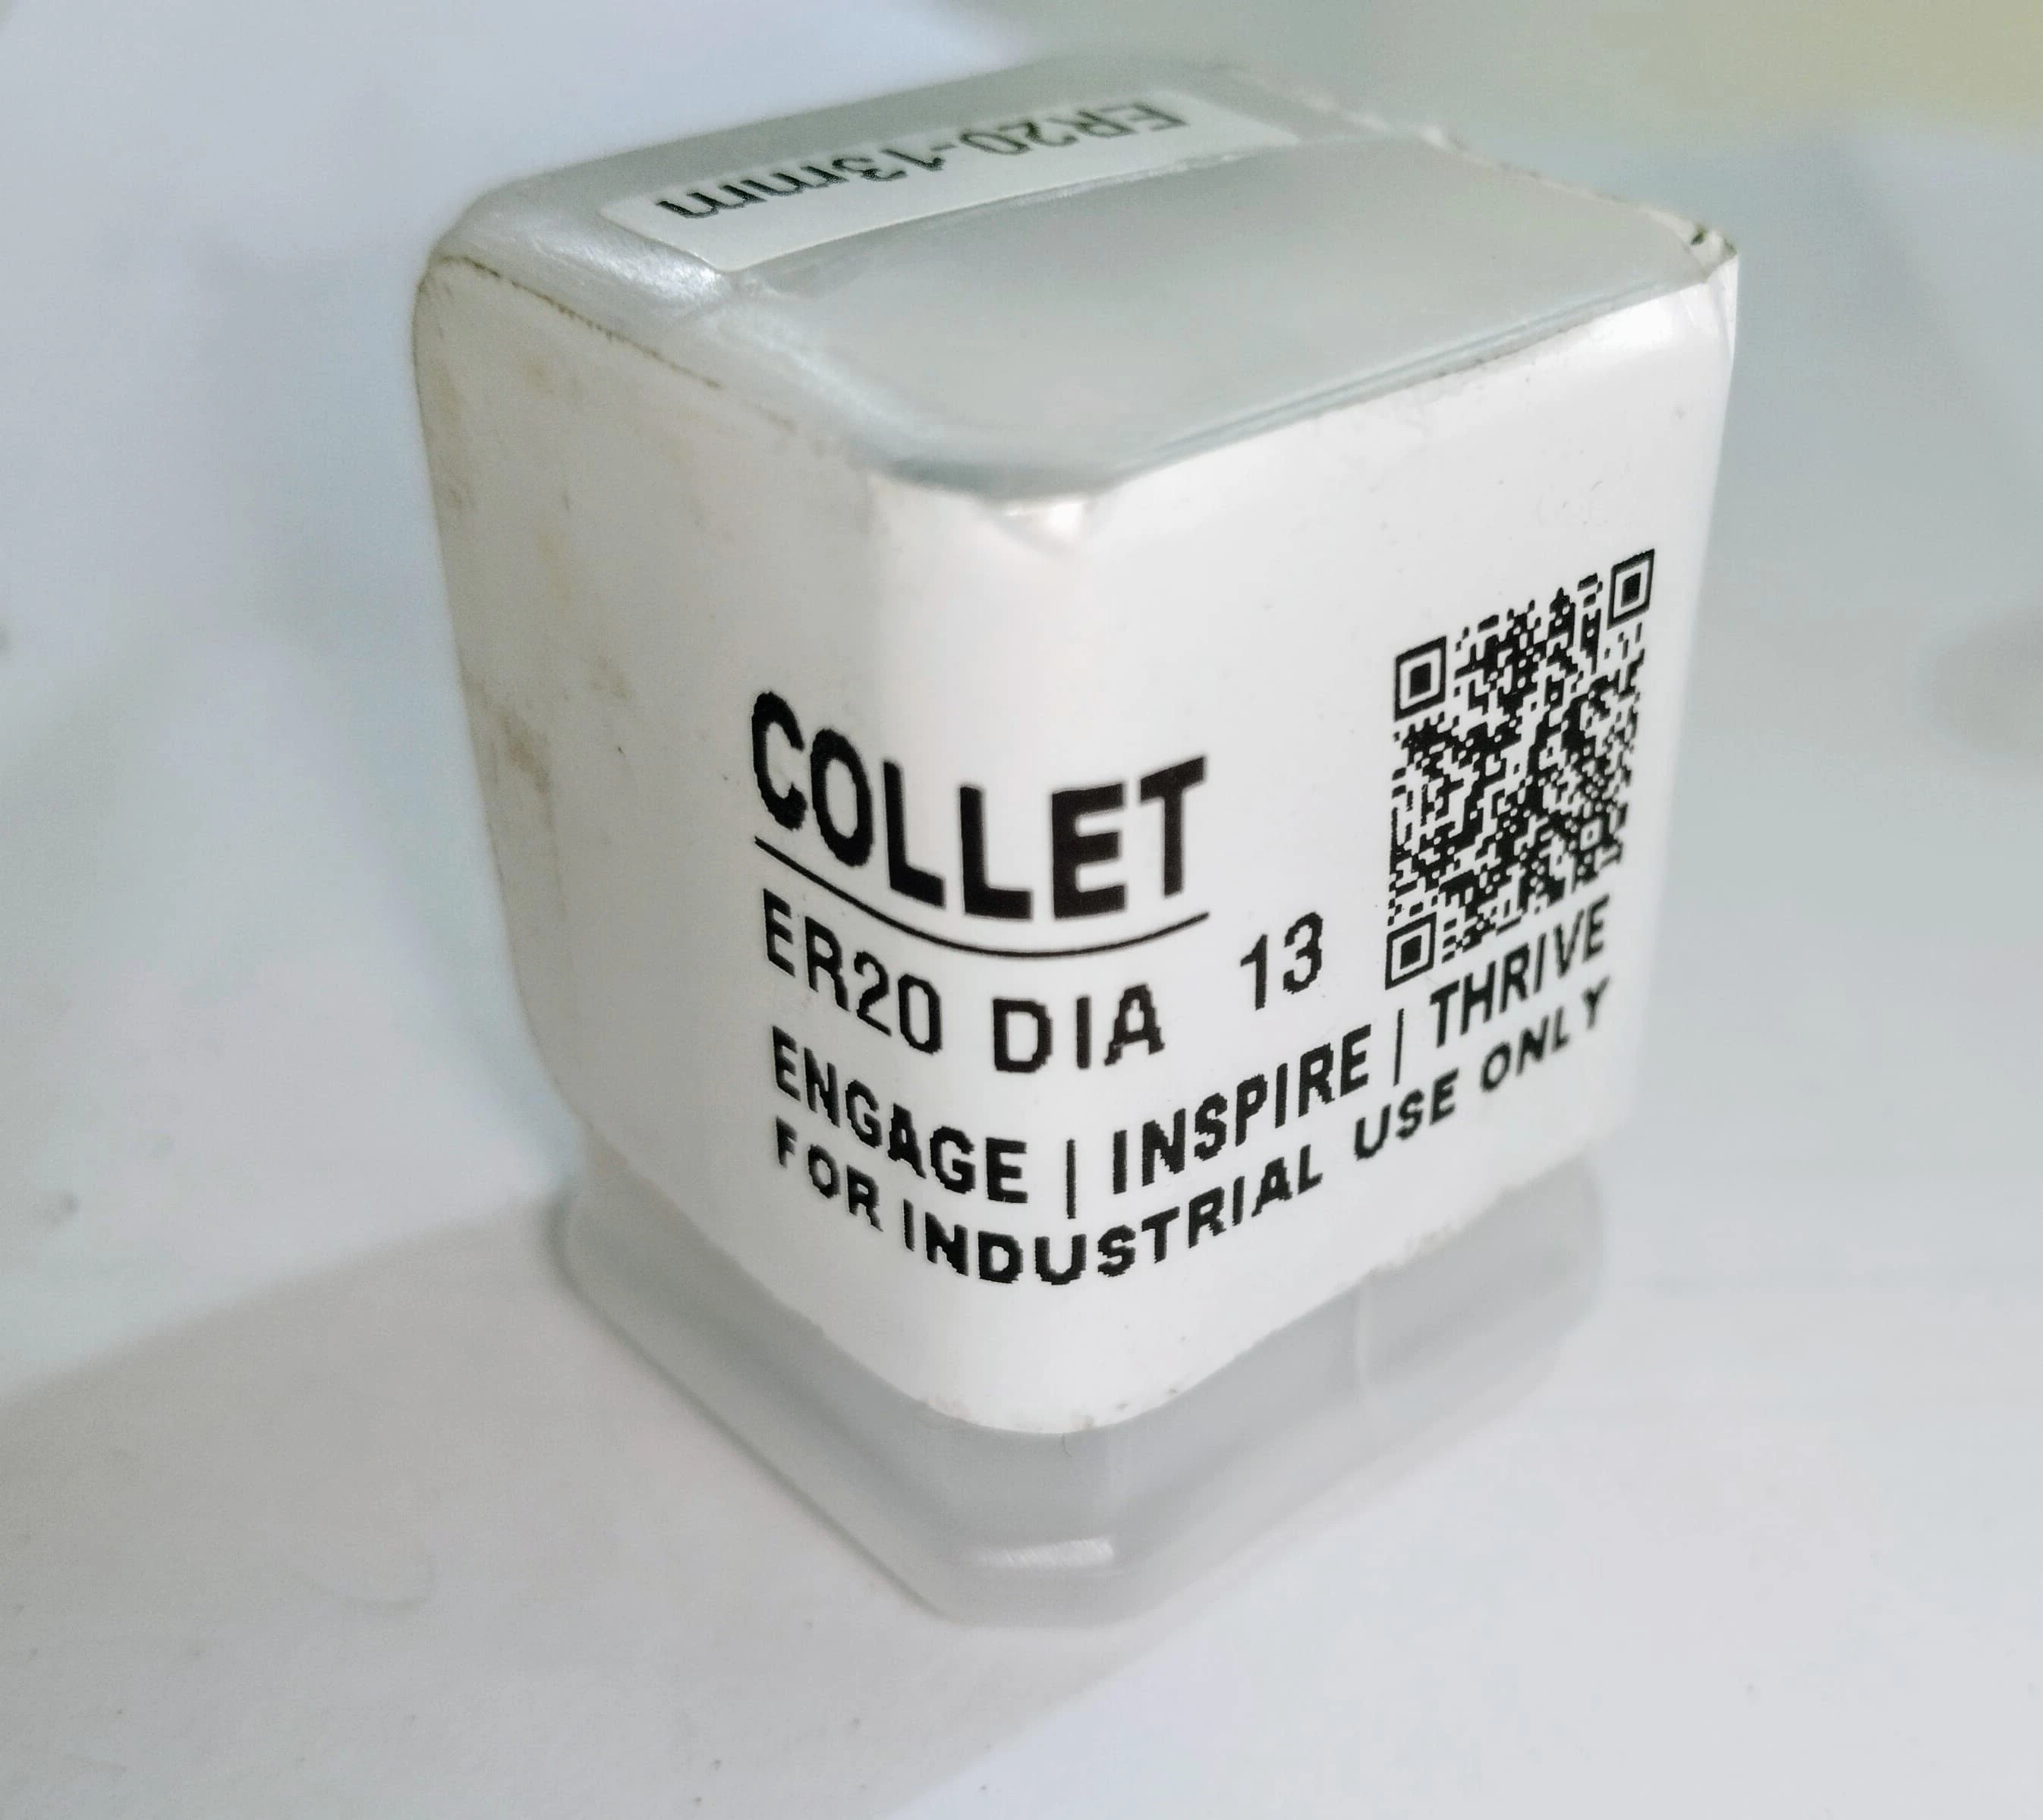 ER20-13mm
COLLET
ER20 DIA 13
ENGAGE | INSPIRE | THRIVE
FOR INDUSTRIAL USE ONLY